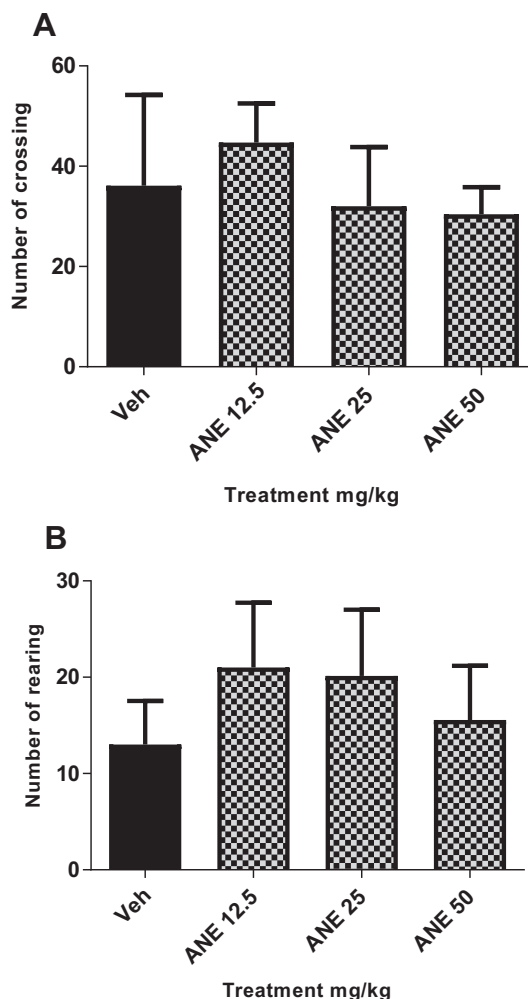 A
Number of crossing
60
40
20
0
Veh
ANE 12.5
ANE 25
ANE 50
Treatment mg/kg
B
Number of rearing
30
20
10
0
Veh
ANE 12.5
ANE 25
ANE 50
Treatment mg/kg